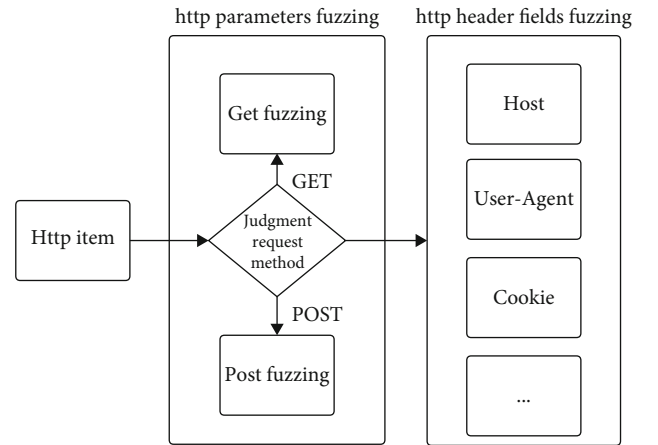 http parameters fuzzing
http header fields fuzzing
Get fuzzing
GET
Http item
Judgment
request
method
POST
Post fuzzing
Host
User-Agent
Cookie
...